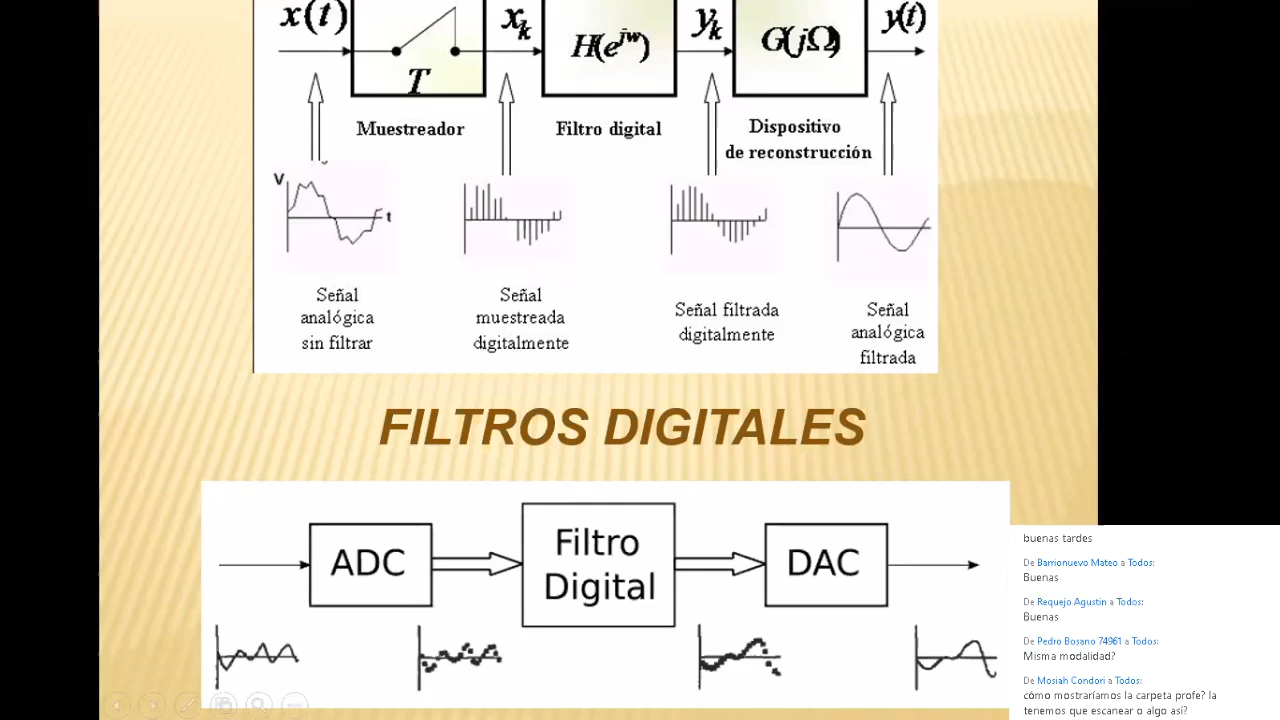 x(t)
x_k
y_k
y(t)
T
H(e^{jw})
G(jΩ)
Muestreador
Filtro digital
Dispositivo
de reconstrucción
V
t
Señal
analógica
sin filtrar
Señal
muestreada
digitalmente
Señal filtrada
digitalmente
Señal
analógica
filtrada
FILTROS DIGITALES
ADC
Filtro
Digital
DAC
buenas tardes
De Barrionuevo Mateo a Todos:
Buenas
De Requejo Agustin a Todos:
Buenas
De Pedro Bosano 74961 a Todos:
Misma modalidad?
De Mosiah Condori a Todos:
cómo mostraríamos la carpeta profe? la
tenemos que escanear o algo así?